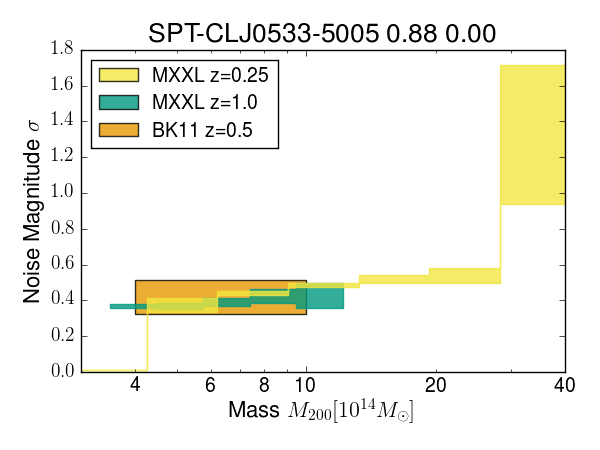 SPT-CLJ0533-5005 0.88 0.00
1.8
1.6
1.4
1.2
1.0
0.8
0.6
0.4
0.2
0.0
Noise Magnitude σ
MXXL z=0.25
MXXL z=1.0
BK11 z=0.5
4 6 8 10 20 40
Mass M₂₀₀[10¹⁴M⊙]